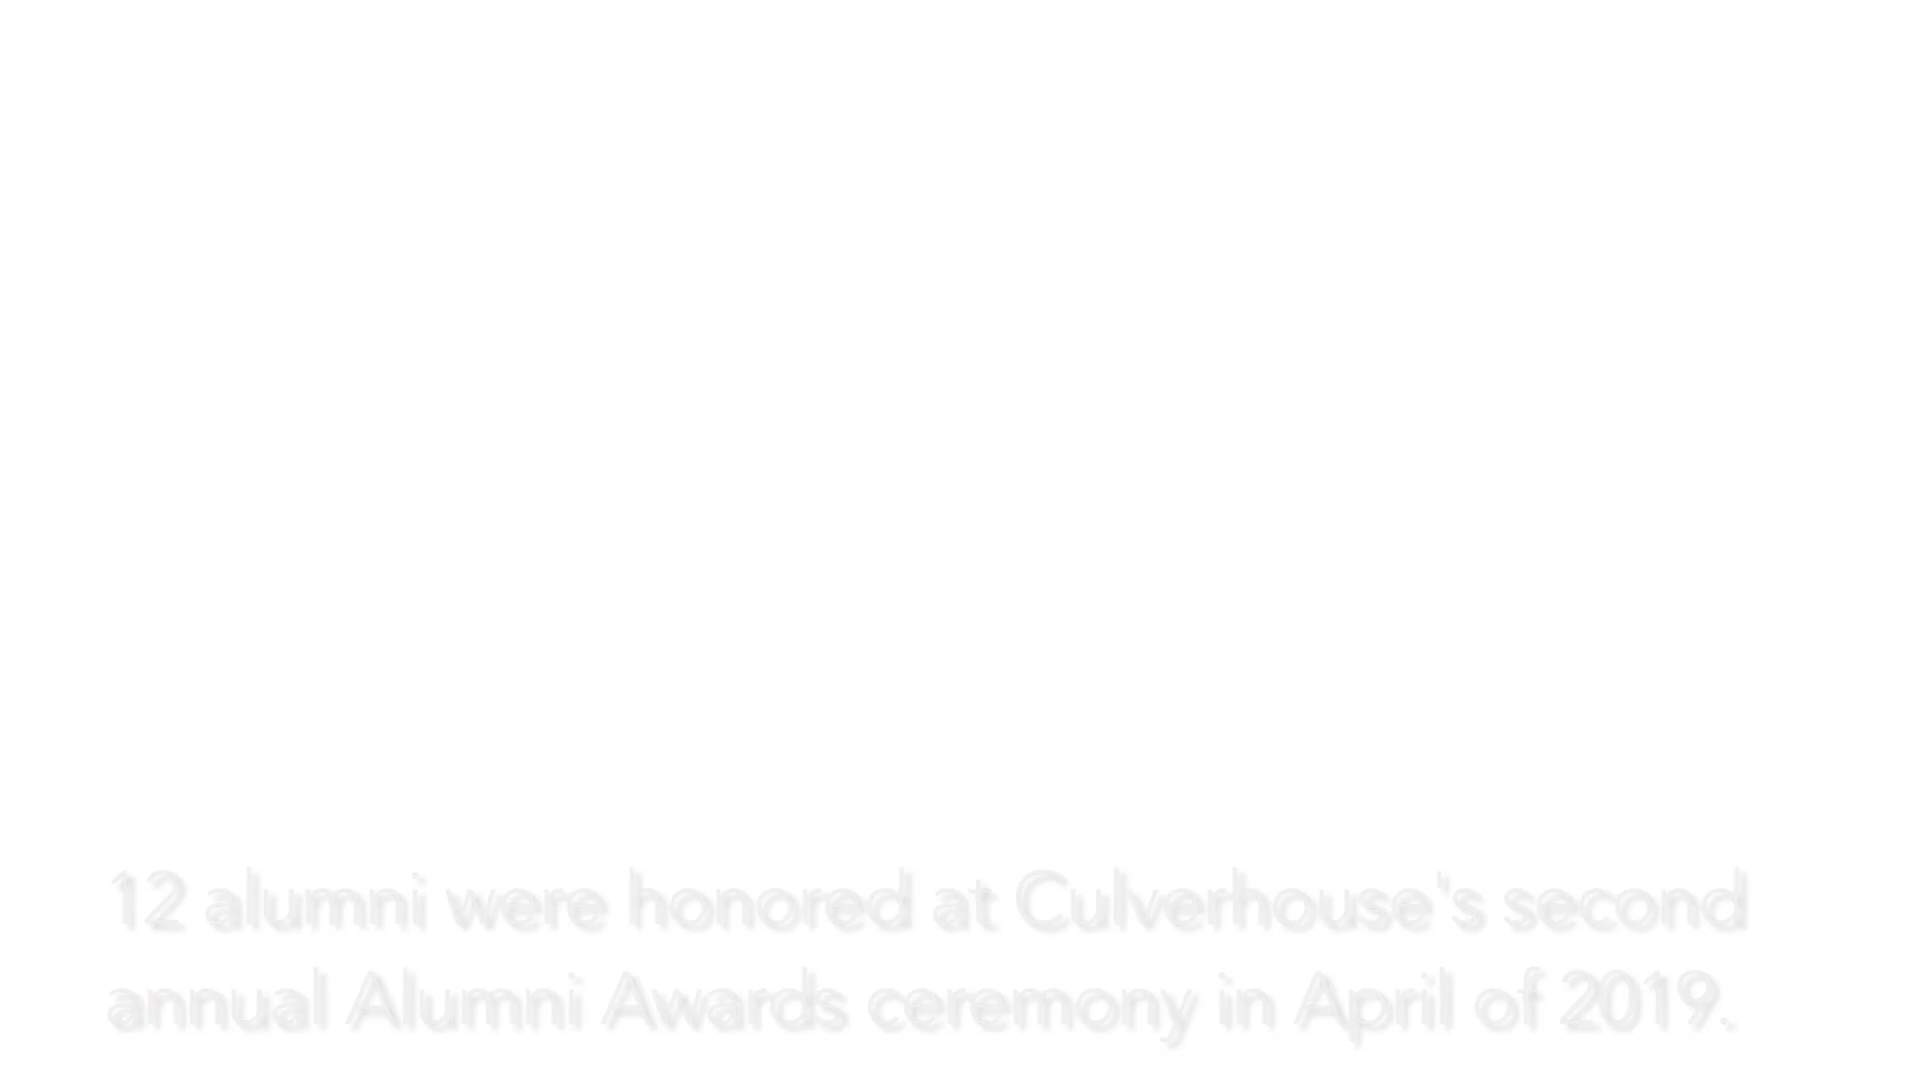 12 alumni were honored at Culverhouse's second
annual Alumni Awards ceremony in April of 2019.